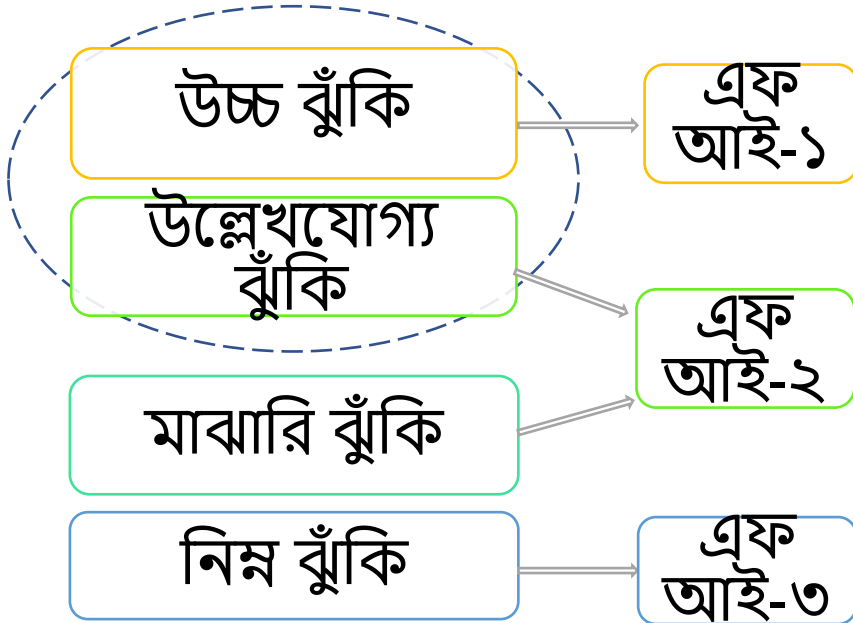 উচ্চ ঝুঁকি
এফ
আই-১
উল্লেখযোগ্য
ঝুঁকি
এফ
আই-২
মাঝারি ঝুঁকি
নিম্ন ঝুঁকি
এফ
আই-৩